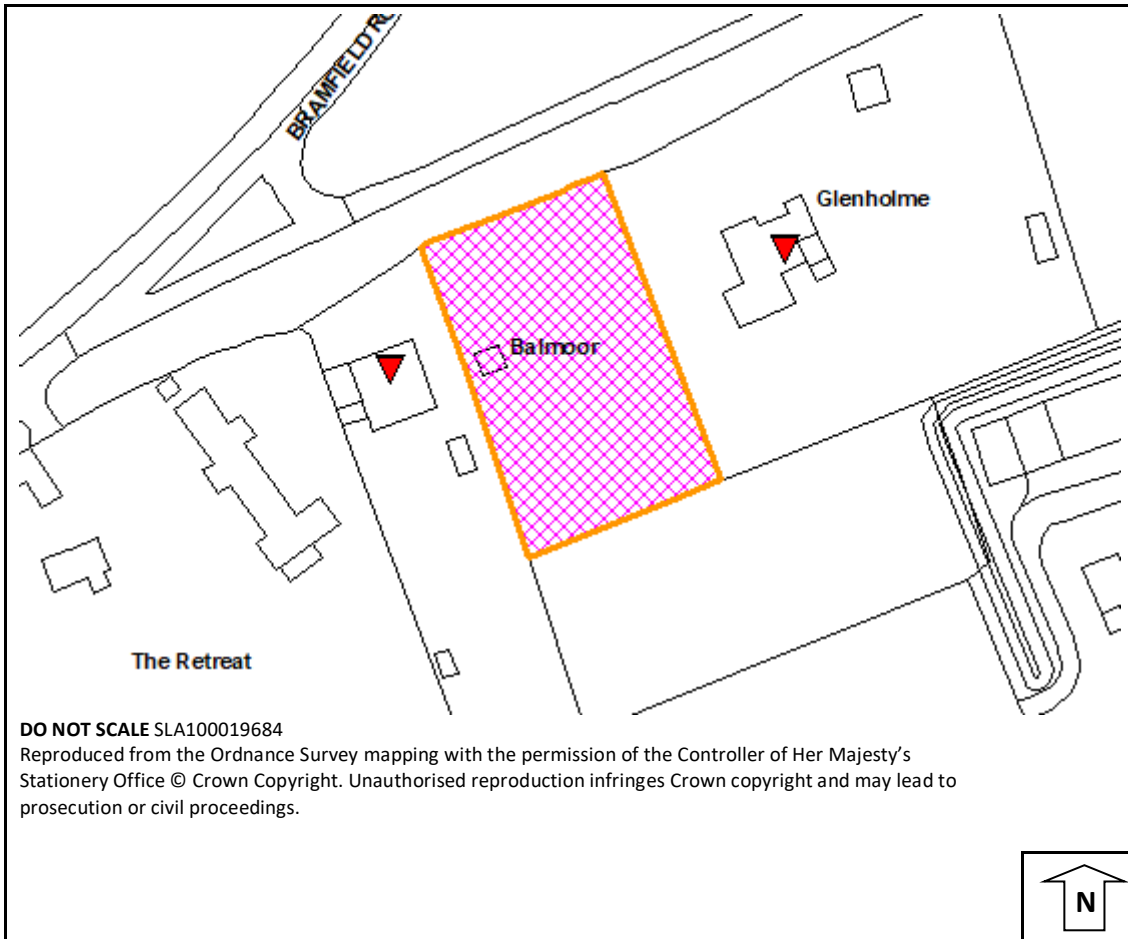 BRAMFIELD RO
Glenholme
Balmoor
The Retreat
DO NOT SCALE SLA100019684
Reproduced from the Ordnance Survey mapping with the permission of the Controller of Her Majesty’s
Stationery Office © Crown Copyright. Unauthorised reproduction infringes Crown copyright and may lead to
prosecution or civil proceedings.
N